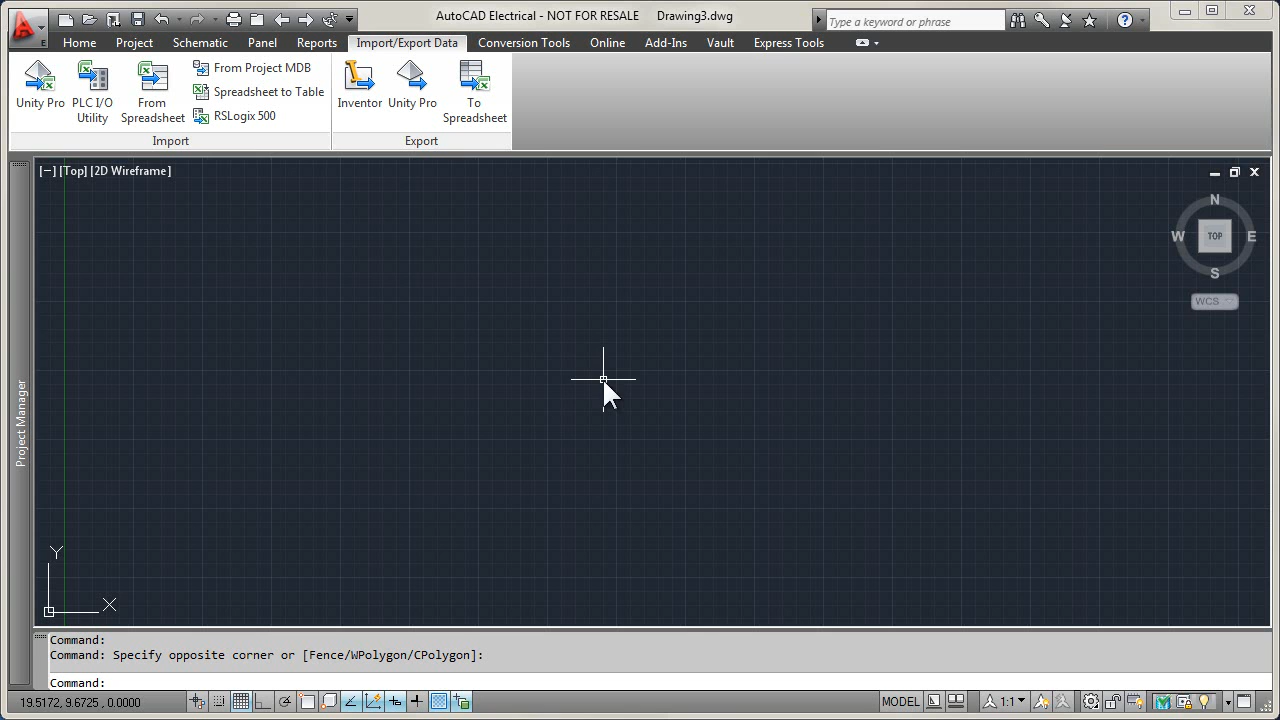 AutoCAD Electrical - NOT FOR RESALE Drawing3.dwg
Type a keyword or phrase
E
Home Project Schematic Panel Reports Import/Export Data Conversion Tools Online Add-Ins Vault Express Tools
Unity Pro
PLC I/O
Utility
From
Spreadsheet
From Project MDB
Spreadsheet to Table
RSLogix 500
Import
Inventor
Unity Pro
To
Spreadsheet
Export
[−] [Top] [2D Wireframe]
N
W TOP E
S
WCS
Project Manager
Y
X
Command:
Command: Specify opposite corner or [Fence/WPolygon/CPolygon]:
Command:
19.5172, 9.6725 , 0.0000
MODEL
1:1